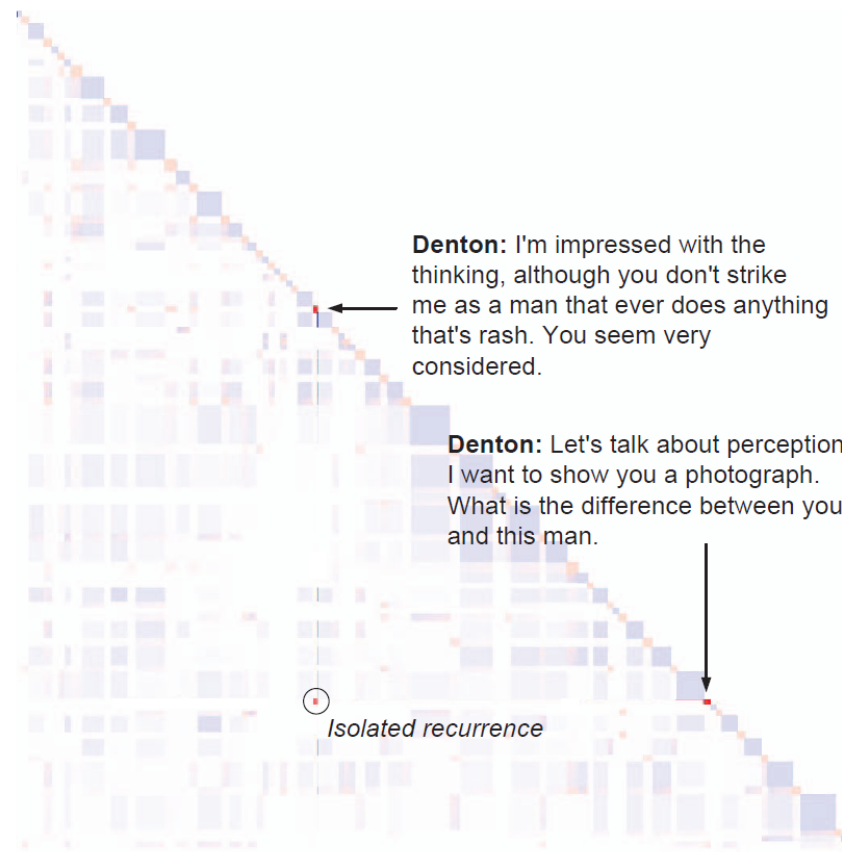 Denton: I'm impressed with the
thinking, although you don't strike
me as a man that ever does anything
that's rash. You seem very
considered.
Denton: Let's talk about perception
I want to show you a photograph.
What is the difference between you
and this man.
Isolated recurrence